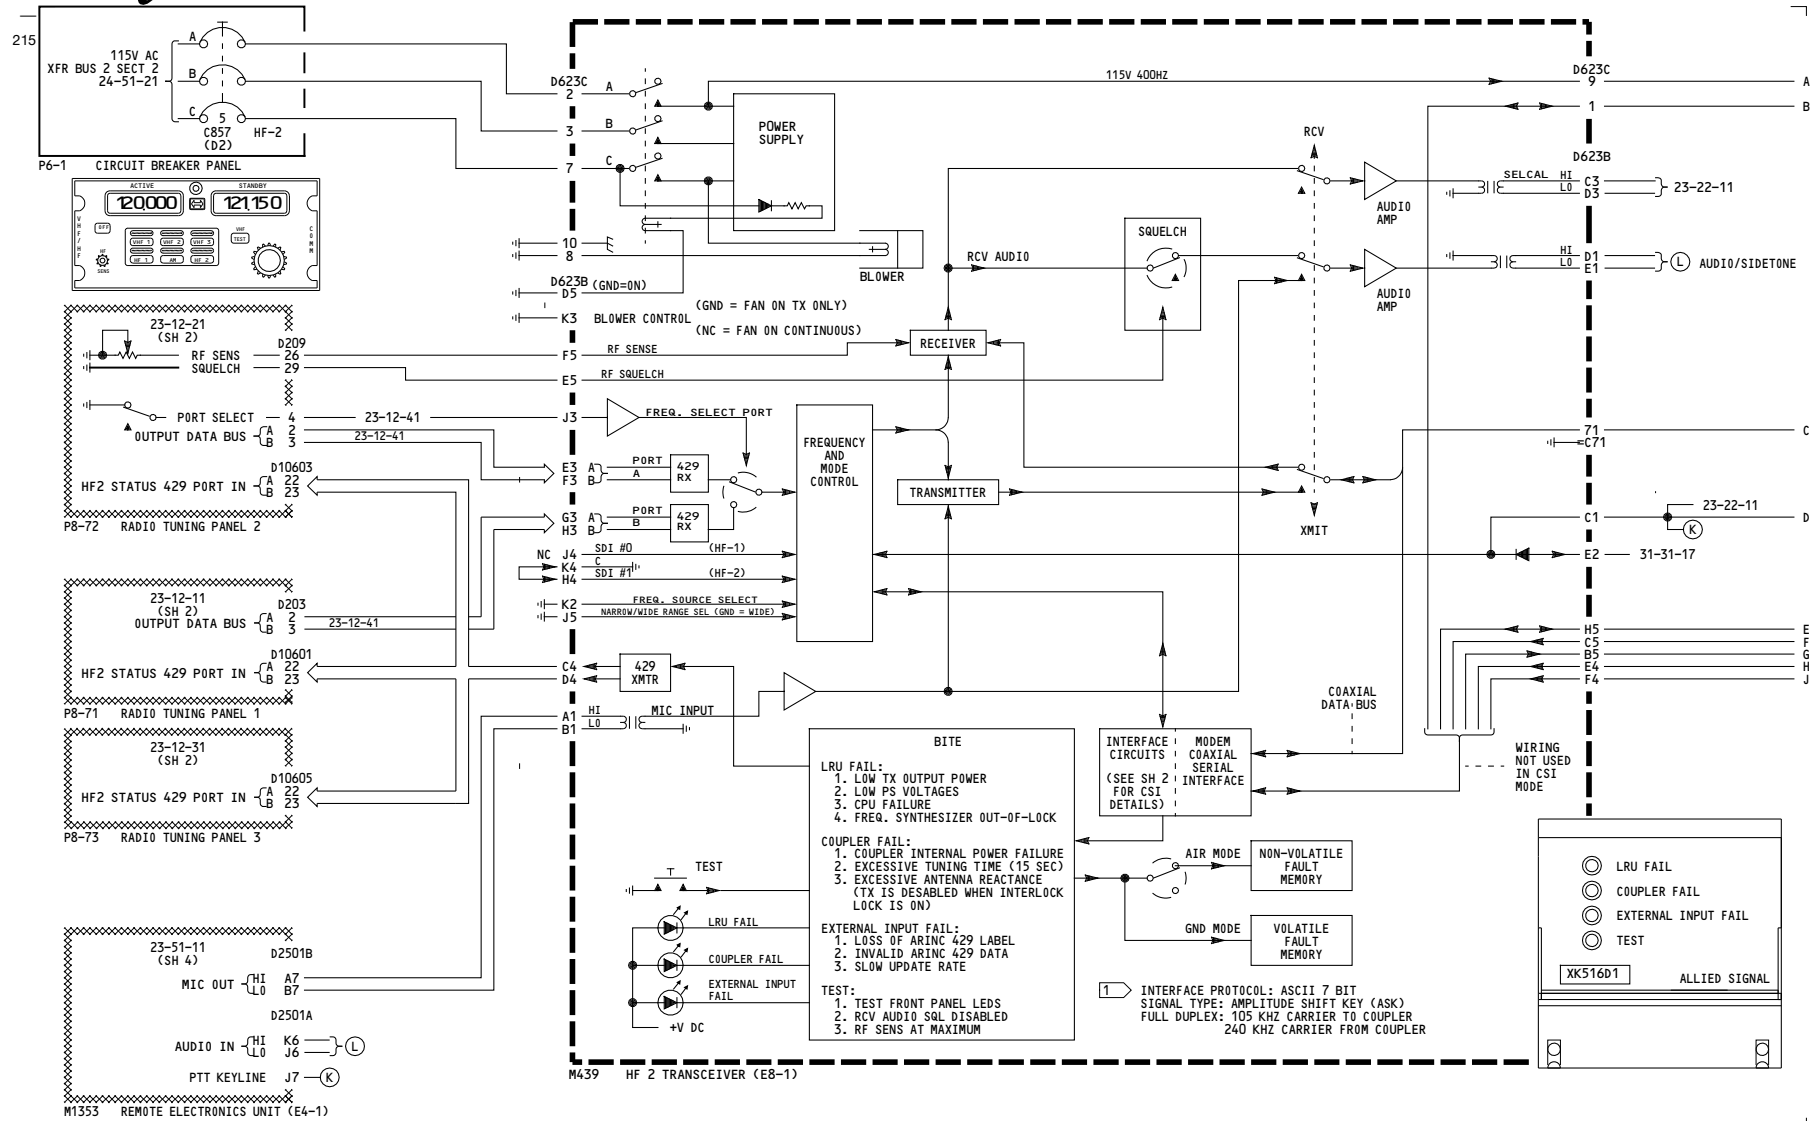 215
115V AC
XFR BUS 2 SECT 2
24-51-21
A
B
C
5
C857
(D2)
HF-2
P6-1 CIRCUIT BREAKER PANEL
ACTIVE
STANDBY
120.000
121.150
VHF/HF
COMM
OFF
VHF 1
VHF 2
VHF 3
HF 1
AM
HF 2
VHF
TEST
HF
SENS
23-12-21
(SH 2)
D209
RF SENS 26
SQUELCH 29
PORT SELECT 4 23-12-41
OUTPUT DATA BUS A 2
B 3 23-12-41
D10603
HF2 STATUS 429 PORT IN A 22
B 23
P8-72 RADIO TUNING PANEL 2
23-12-11
(SH 2)
D203
OUTPUT DATA BUS A 2
B 3 23-12-41
D10601
HF2 STATUS 429 PORT IN A 22
B 23
P8-71 RADIO TUNING PANEL 1
23-12-31
(SH 2)
D10605
HF2 STATUS 429 PORT IN A 22
B 23
P8-73 RADIO TUNING PANEL 3
23-51-11
(SH 4)
D2501B
MIC OUT HI A7
LO B7
D2501A
AUDIO IN HI K6
LO J6
L
PTT KEYLINE J7 K
M1353 REMOTE ELECTRONICS UNIT (E4-1)
D623C
2 A
3 B
7 C
10
8
D623B
D5 (GND=ON)
K3 BLOWER CONTROL
(GND = FAN ON TX ONLY)
(NC = FAN ON CONTINUOUS)
F5 RF SENSE
E5 RF SQUELCH
J3 FREQ. SELECT PORT
E3 A
F3 B
PORT
A
429
RX
G3 A
H3 B
PORT
B
429
RX
NC J4 SDI #0 (HF-1)
K4 C
H4 SDI #1 (HF-2)
K2 FREQ. SOURCE SELECT
J5 NARROW/WIDE RANGE SEL (GND = WIDE)
C4
D4
429
XMTR
A1 HI
B1 LO
MIC INPUT
POWER
SUPPLY
BLOWER
115V 400HZ
RCV AUDIO
RECEIVER
FREQUENCY
AND
MODE
CONTROL
TRANSMITTER
SQUELCH
RCV
XMIT
AUDIO
AMP
AUDIO
AMP
D623C
9 A
1 B
D623B
SELCAL HI C3
LO D3
23-22-11
HI D1
LO E1
L AUDIO/SIDETONE
71 C
C71
23-22-11
C1 D
K
E2 31-31-17
H5 E
C5 F
B5 G
E4 H
F4 J
COAXIAL
DATA BUS
WIRING
NOT USED
IN CSI
MODE
INTERFACE
CIRCUITS
(SEE SH 2
FOR CSI
DETAILS)
MODEM
COAXIAL
SERIAL
INTERFACE
BITE
LRU FAIL:
1. LOW TX OUTPUT POWER
2. LOW PS VOLTAGES
3. CPU FAILURE
4. FREQ. SYNTHESIZER OUT-OF-LOCK
COUPLER FAIL:
1. COUPLER INTERNAL POWER FAILURE
2. EXCESSIVE TUNING TIME (15 SEC)
3. EXCESSIVE ANTENNA REACTANCE
(TX IS DESABLED WHEN INTERLOCK
LOCK IS ON)
EXTERNAL INPUT FAIL:
1. LOSS OF ARINC 429 LABEL
2. INVALID ARINC 429 DATA
3. SLOW UPDATE RATE
TEST:
1. TEST FRONT PANEL LEDS
2. RCV AUDIO SQL DISABLED
3. RF SENS AT MAXIMUM
TEST
LRU FAIL
COUPLER FAIL
EXTERNAL INPUT
FAIL
+V DC
AIR MODE
NON-VOLATILE
FAULT
MEMORY
GND MODE
VOLATILE
FAULT
MEMORY
1 INTERFACE PROTOCOL: ASCII 7 BIT
SIGNAL TYPE: AMPLITUDE SHIFT KEY (ASK)
FULL DUPLEX: 105 KHZ CARRIER TO COUPLER
240 KHZ CARRIER FROM COUPLER
M439 HF 2 TRANSCEIVER (E8-1)
LRU FAIL
COUPLER FAIL
EXTERNAL INPUT FAIL
TEST
XK516D1
ALLIED SIGNAL